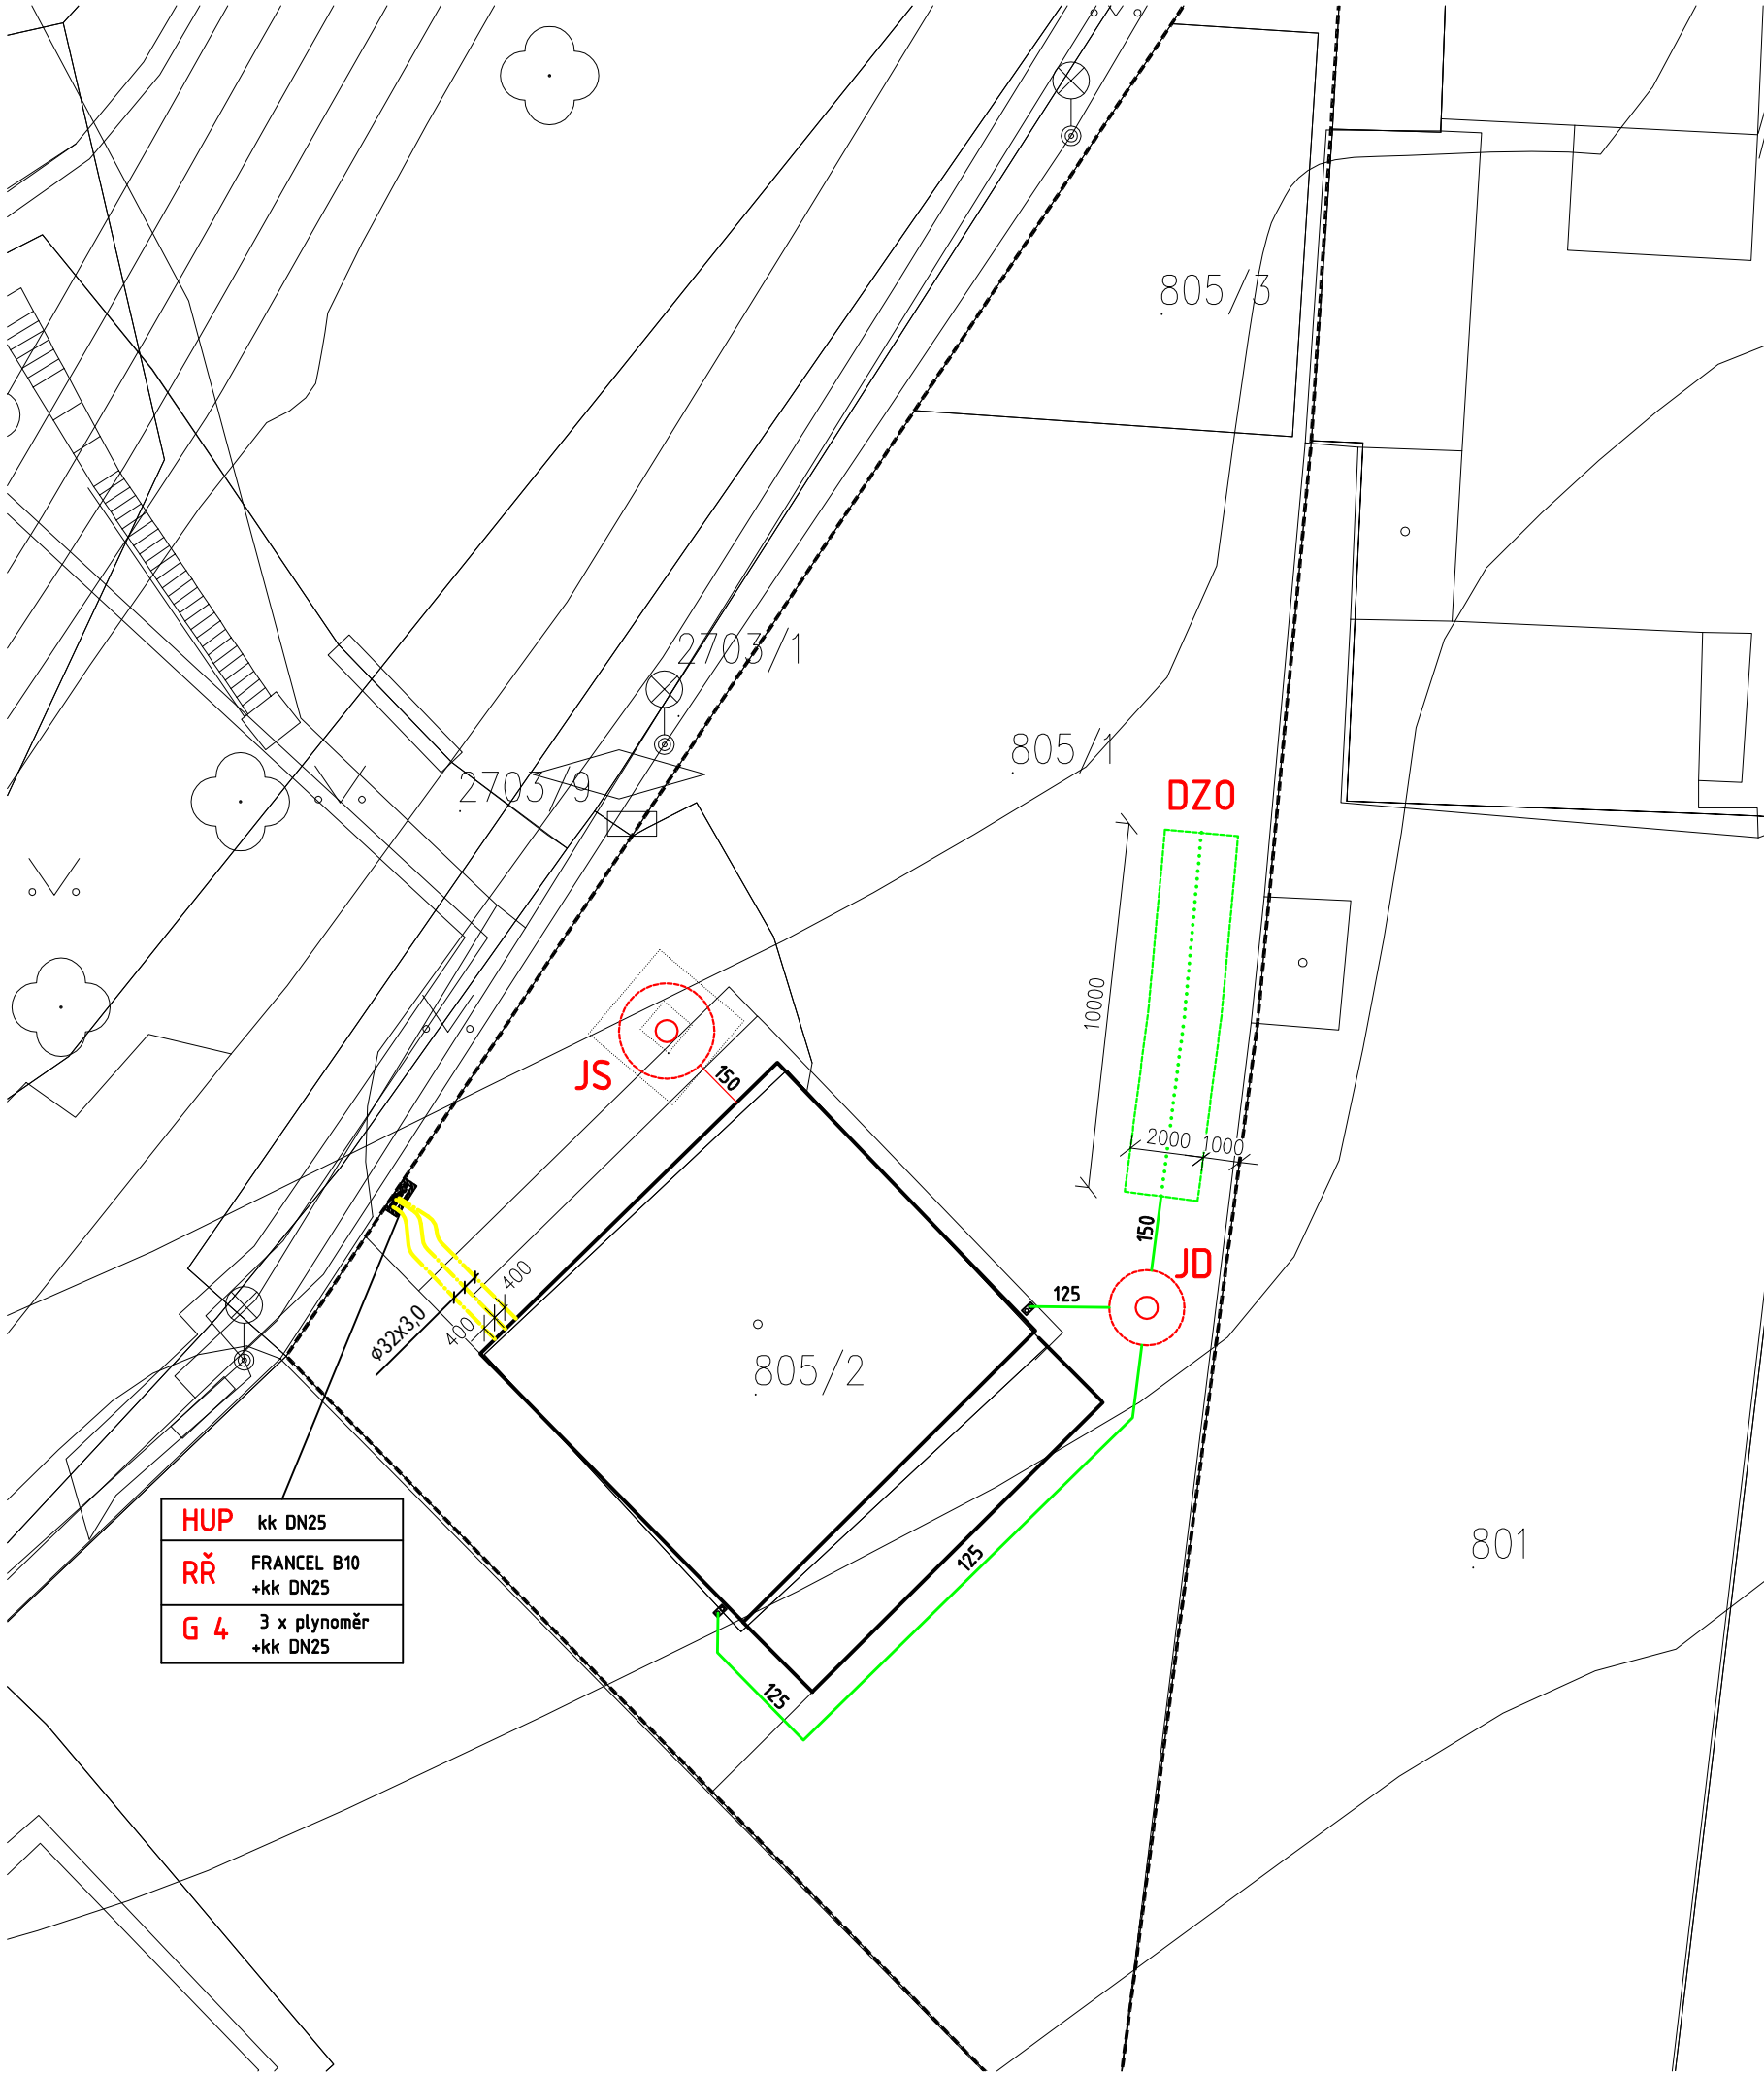 805/3
2703/1
805/1
2703/9
DZO
10000
JS
150
2000
1000
150
JD
125
400
400
φ32x3,0
805/2
HUP kk DN25
RŘ FRANCEL B10
+kk DN25
G 4 3 x plynoměr
+kk DN25
125
801
125